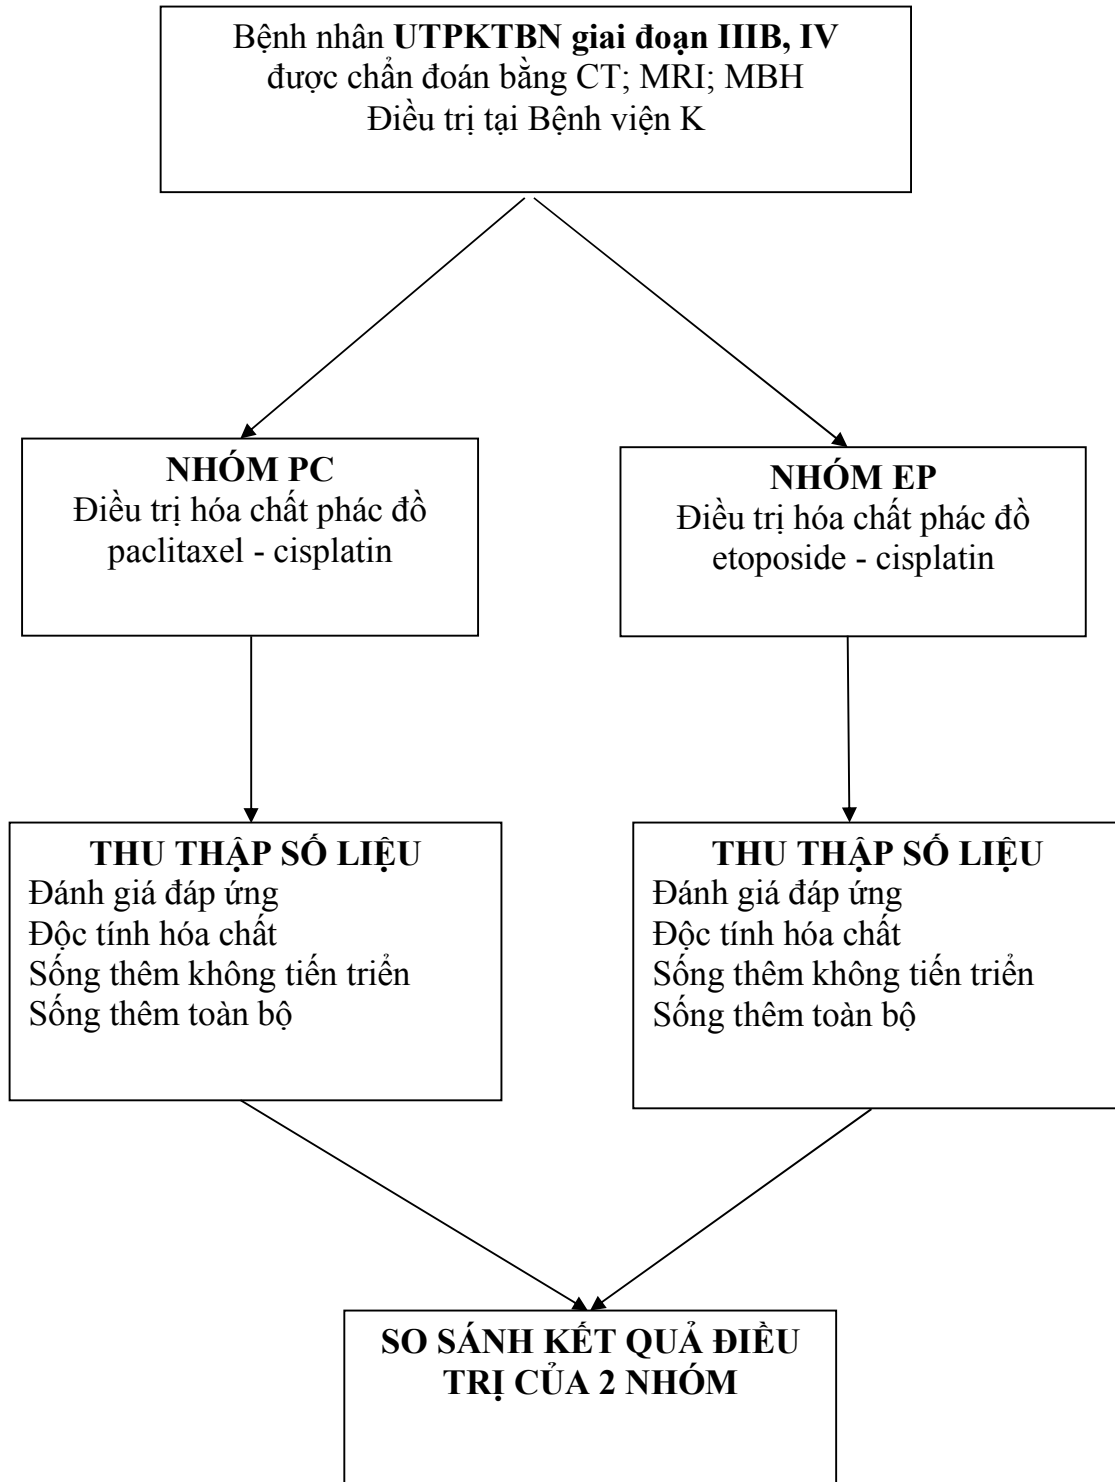 Bệnh nhân UTPKTBN giai đoạn IIIB, IV
được chẩn đoán bằng CT; MRI; MBH
Điều trị tại Bệnh viện K
NHÓM PC
Điều trị hóa chất phác đồ
paclitaxel - cisplatin
NHÓM EP
Điều trị hóa chất phác đồ
etoposide - cisplatin
THU THẬP SỐ LIỆU
Đánh giá đáp ứng
Độc tính hóa chất
Sống thêm không tiến triển
Sống thêm toàn bộ
THU THẬP SỐ LIỆU
Đánh giá đáp ứng
Độc tính hóa chất
Sống thêm không tiến triển
Sống thêm toàn bộ
SO SÁNH KẾT QUẢ ĐIỀU
TRỊ CỦA 2 NHÓM